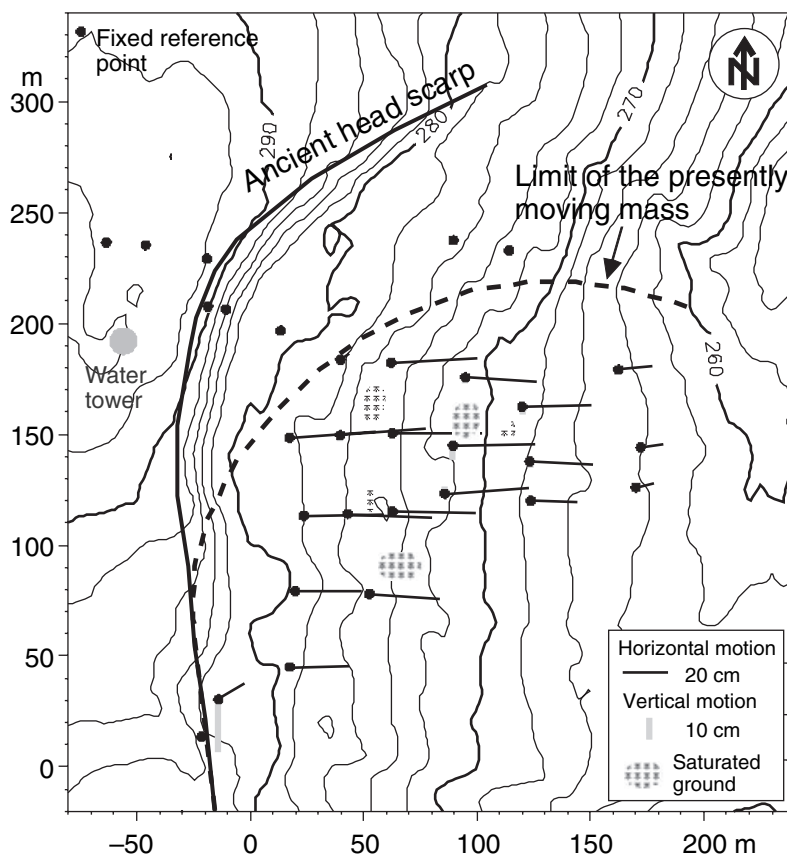 Fixed reference
point
m
300
250
200
150
100
50
0
–50
0
50
100
150
200 m
N
290
Ancient head scarp
280
270
Limit of the presently
moving mass
260
Water
tower
Horizontal motion
20 cm
Vertical motion
10 cm
Saturated
ground